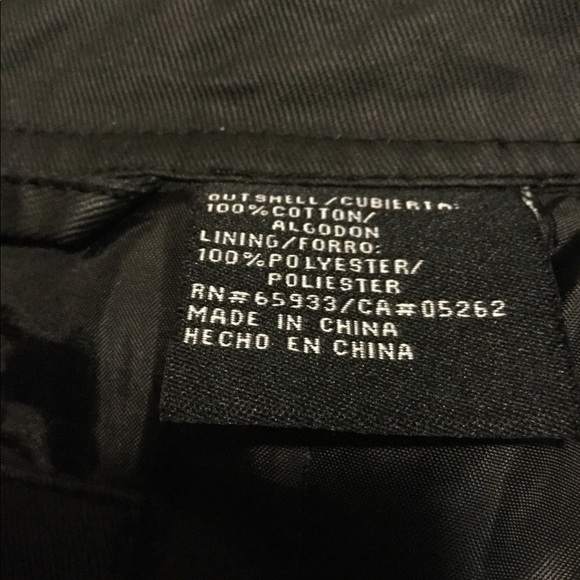 OUTSHELL/CUBIERTA:
100%COTTON/
ALGODON
LINING/FORRO:
100%POLYESTER/
POLIESTER
RN#65933/CA#05262
MADE IN CHINA
HECHO EN CHINA